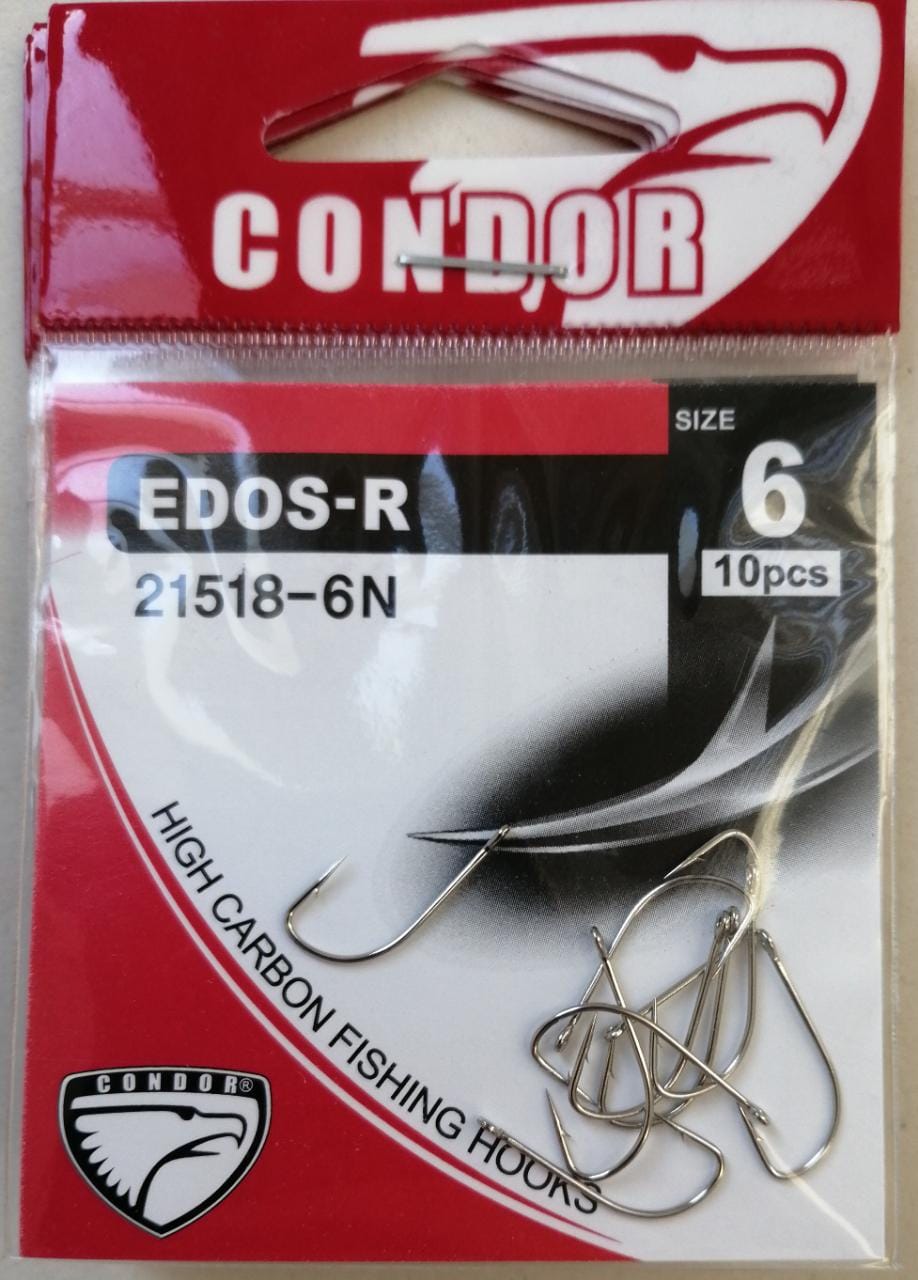 CONDOR
SIZE
6
10pcs
EDOS-R
21518-6N
HIGH CARBON FISHING HOOKS
CONDOR®